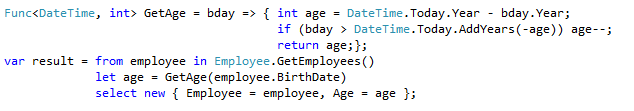 Func<DateTime, int> GetAge = bday => { int age = DateTime.Today.Year - bday.Year;
if (bday > DateTime.Today.AddYears(-age)) age--;
return age;};
var result = from employee in Employee.GetEmployees()
let age = GetAge(employee.BirthDate)
select new { Employee = employee, Age = age };